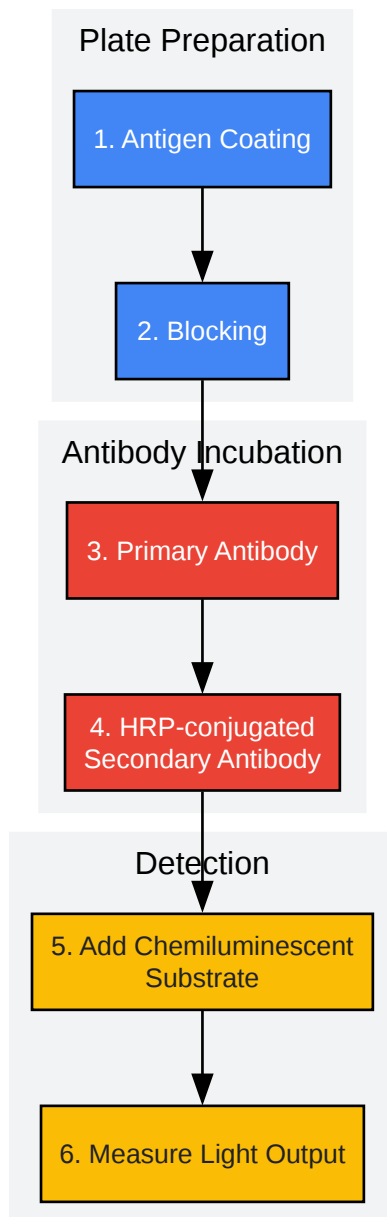 Plate Preparation
1. Antigen Coating
2. Blocking
Antibody Incubation
3. Primary Antibody
4. HRP-conjugated
Secondary Antibody
Detection
5. Add Chemiluminescent
Substrate
6. Measure Light Output